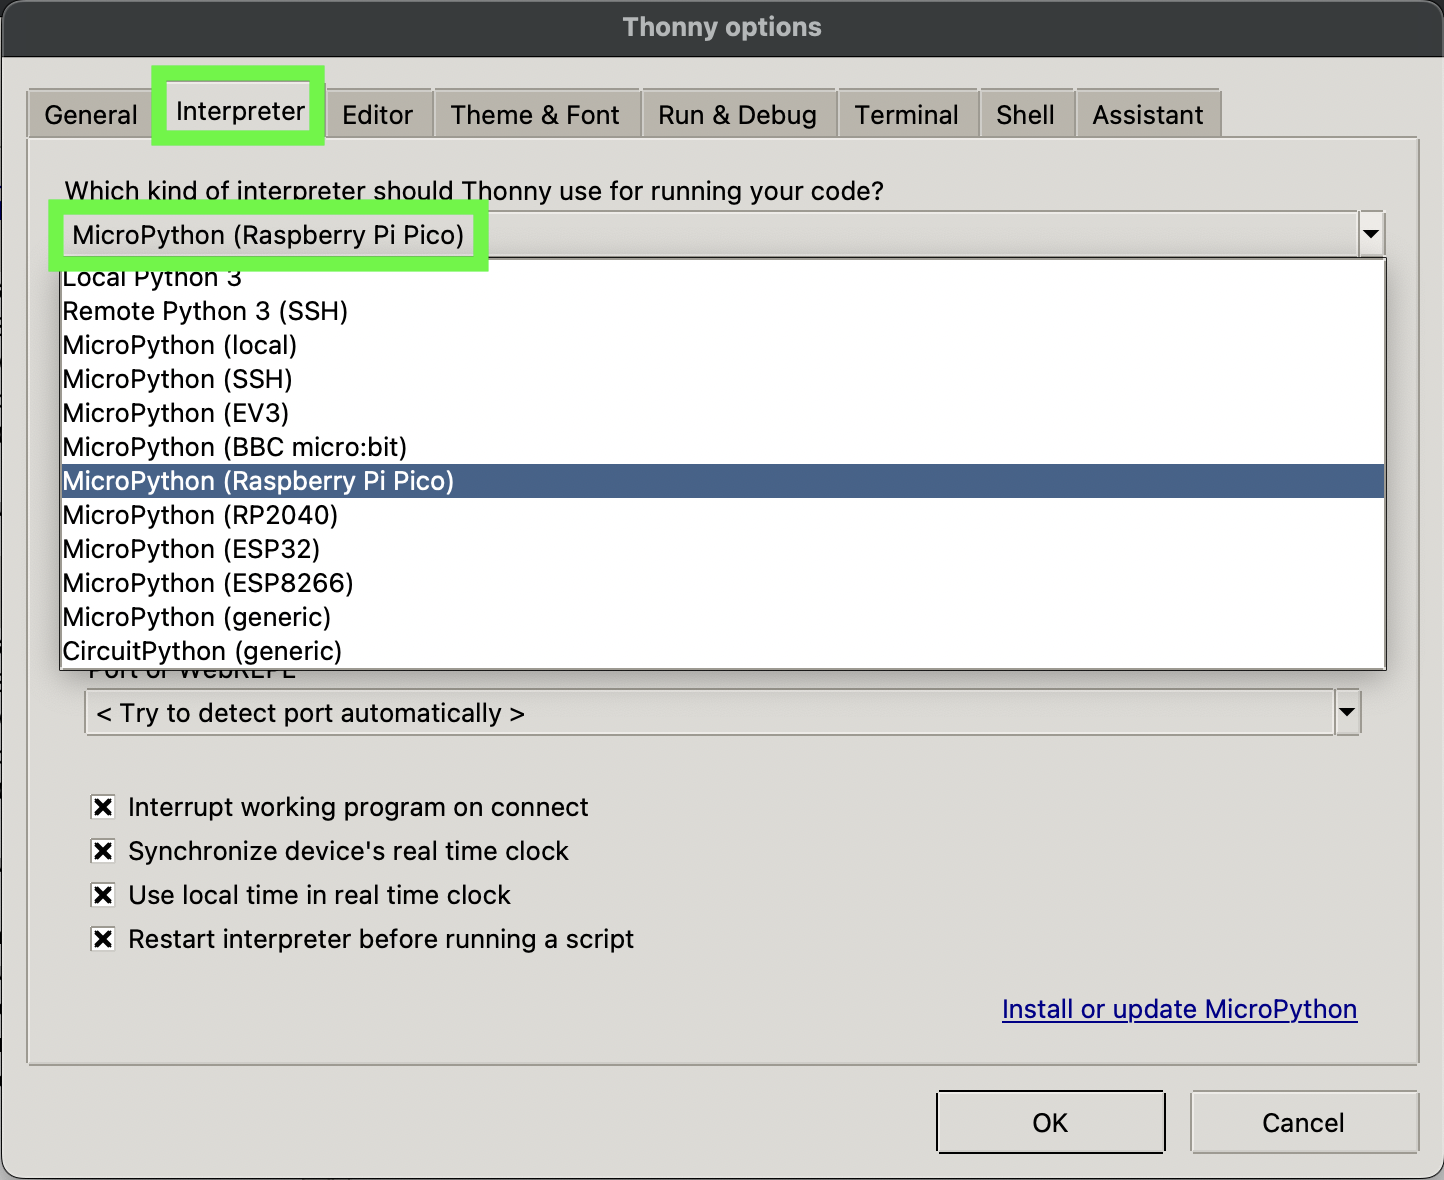 Thonny options
General Interpreter Editor Theme & Font Run & Debug Terminal Shell Assistant
Which kind of interpreter should Thonny use for running your code?
MicroPython (Raspberry Pi Pico)
Local Python 3
Remote Python 3 (SSH)
MicroPython (local)
MicroPython (SSH)
MicroPython (EV3)
MicroPython (BBC micro:bit)
MicroPython (Raspberry Pi Pico)
MicroPython (RP2040)
MicroPython (ESP32)
MicroPython (ESP8266)
MicroPython (generic)
CircuitPython (generic)
Port or WebREPL
< Try to detect port automatically >
Interrupt working program on connect
Synchronize device's real time clock
Use local time in real time clock
Restart interpreter before running a script
Install or update MicroPython
OK Cancel